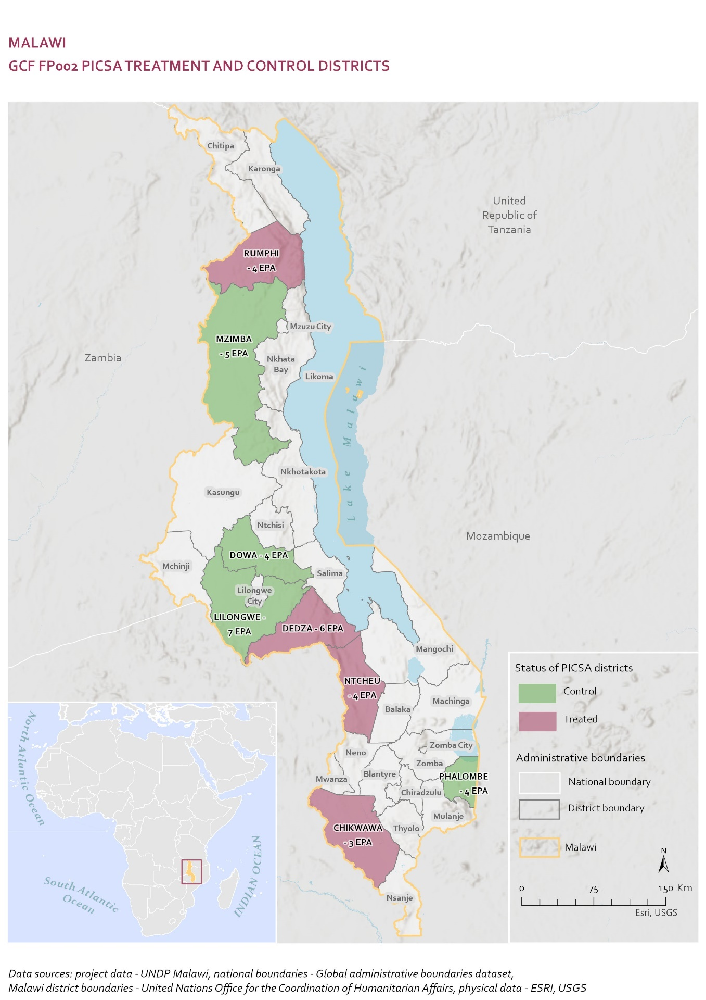 MALAWI
GCF FP002 PICSA TREATMENT AND CONTROL DISTRICTS
Chitipa
Karonga
United
Republic of
Tanzania
RUMPHI
- 4 EPA
Mzuzu City
MZIMBA
- 5 EPA
Zambia
Nkhata
Bay
Likoma
Lake Malawi
Nkhotakota
Kasungu
Ntchisi
Mozambique
DOWA - 4 EPA
Mchinji
Salima
Lilongwe
City
LILONGWE -
7 EPA
DEDZA - 6 EPA
Mangochi
NTCHEU
- 4 EPA
Machinga
Balaka
Zomba City
Neno
Zomba
Blantyre
PHALOMBE
- 4 EPA
Mwanza
Chiradzulu
Mulanje
CHIKWAWA
- 3 EPA
Thyolo
Nsanje
Status of PICSA districts
Control
Treated
Administrative boundaries
National boundary
District boundary
Malawi
N
0 75 150 Km
Esri, USGS
North Atlantic Ocean
South Atlantic
Ocean
INDIAN OCEAN
Data sources: project data - UNDP Malawi, national boundaries - Global administrative boundaries dataset,
Malawi district boundaries - United Nations Office for the Coordination of Humanitarian Affairs, physical data - ESRI, USGS